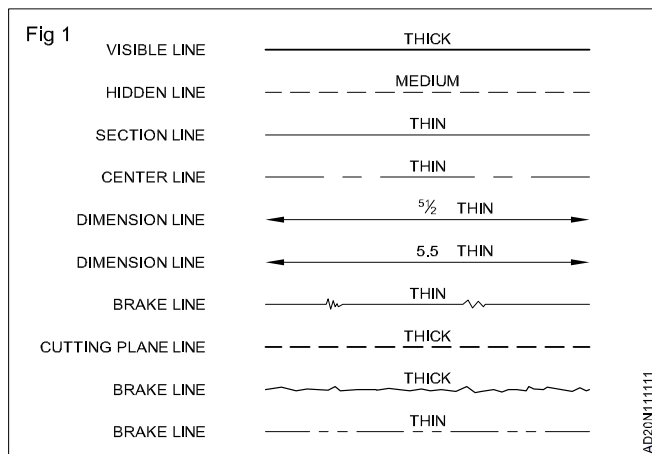 Fig 1
VISIBLE LINE THICK
HIDDEN LINE MEDIUM
SECTION LINE THIN
CENTER LINE THIN
DIMENSION LINE 5½ THIN
DIMENSION LINE 5.5 THIN
BRAKE LINE THIN
CUTTING PLANE LINE THICK
BRAKE LINE THICK
BRAKE LINE THIN
AD20N111111